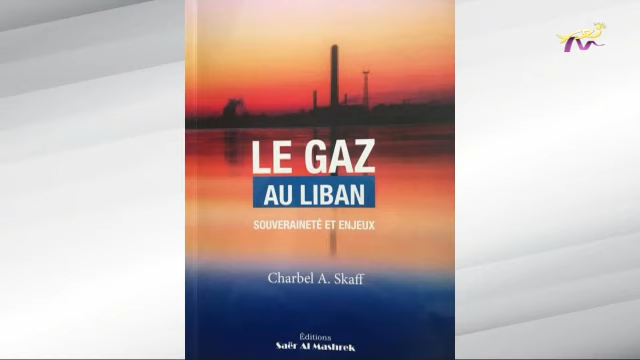 LE GAZ
AU LIBAN
SOUVERAINETÉ ET ENJEUX
Charbel A. Skaff
Éditions
Saër Al Mashrek